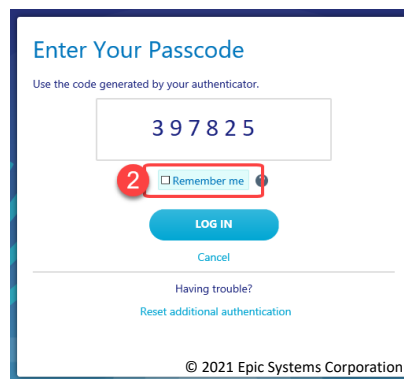 Enter Your Passcode
Use the code generated by your authenticator.
397825
2 Remember me ?
LOG IN
Cancel
Having trouble?
Reset additional authentication
© 2021 Epic Systems Corporation